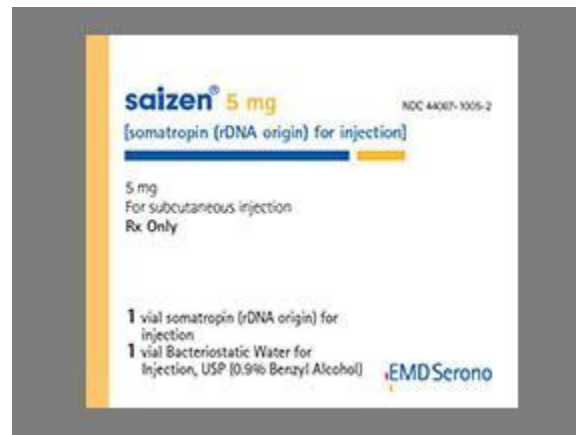 saizen® 5 mg
NDC 44087-1005-2
[somatropin (rDNA origin) for injection]
5 mg
For subcutaneous injection
Rx Only
1 vial somatropin (rDNA origin) for
injection
1 vial Bacteriostatic Water for
Injection, USP (0.9% Benzyl Alcohol)
EMD Serono